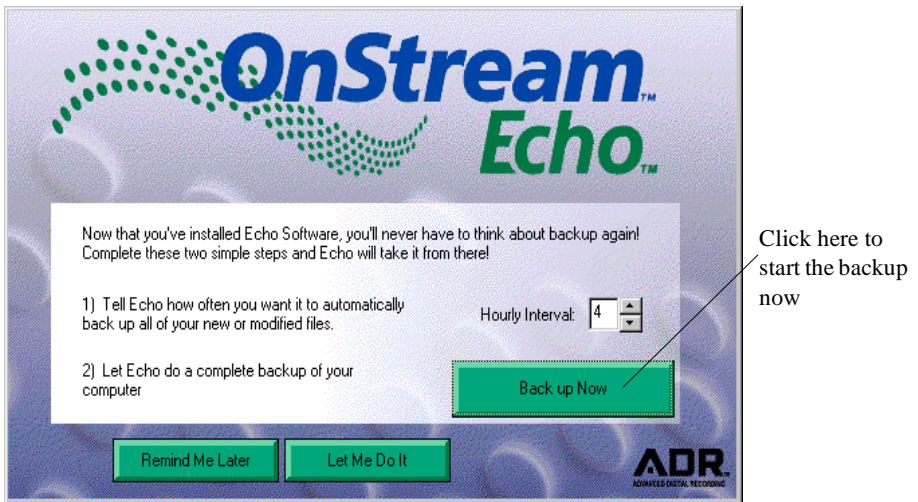 OnStream™
Echo™
Now that you've installed Echo Software, you'll never have to think about backup again!
Complete these two simple steps and Echo will take it from there!
1) Tell Echo how often you want it to automatically
back up all of your new or modified files.
Hourly Interval: 4
2) Let Echo do a complete backup of your
computer
Back up Now
Click here to
start the backup
now
Remind Me Later
Let Me Do It
ADR™
ADVANCED DIGITAL RECORDING